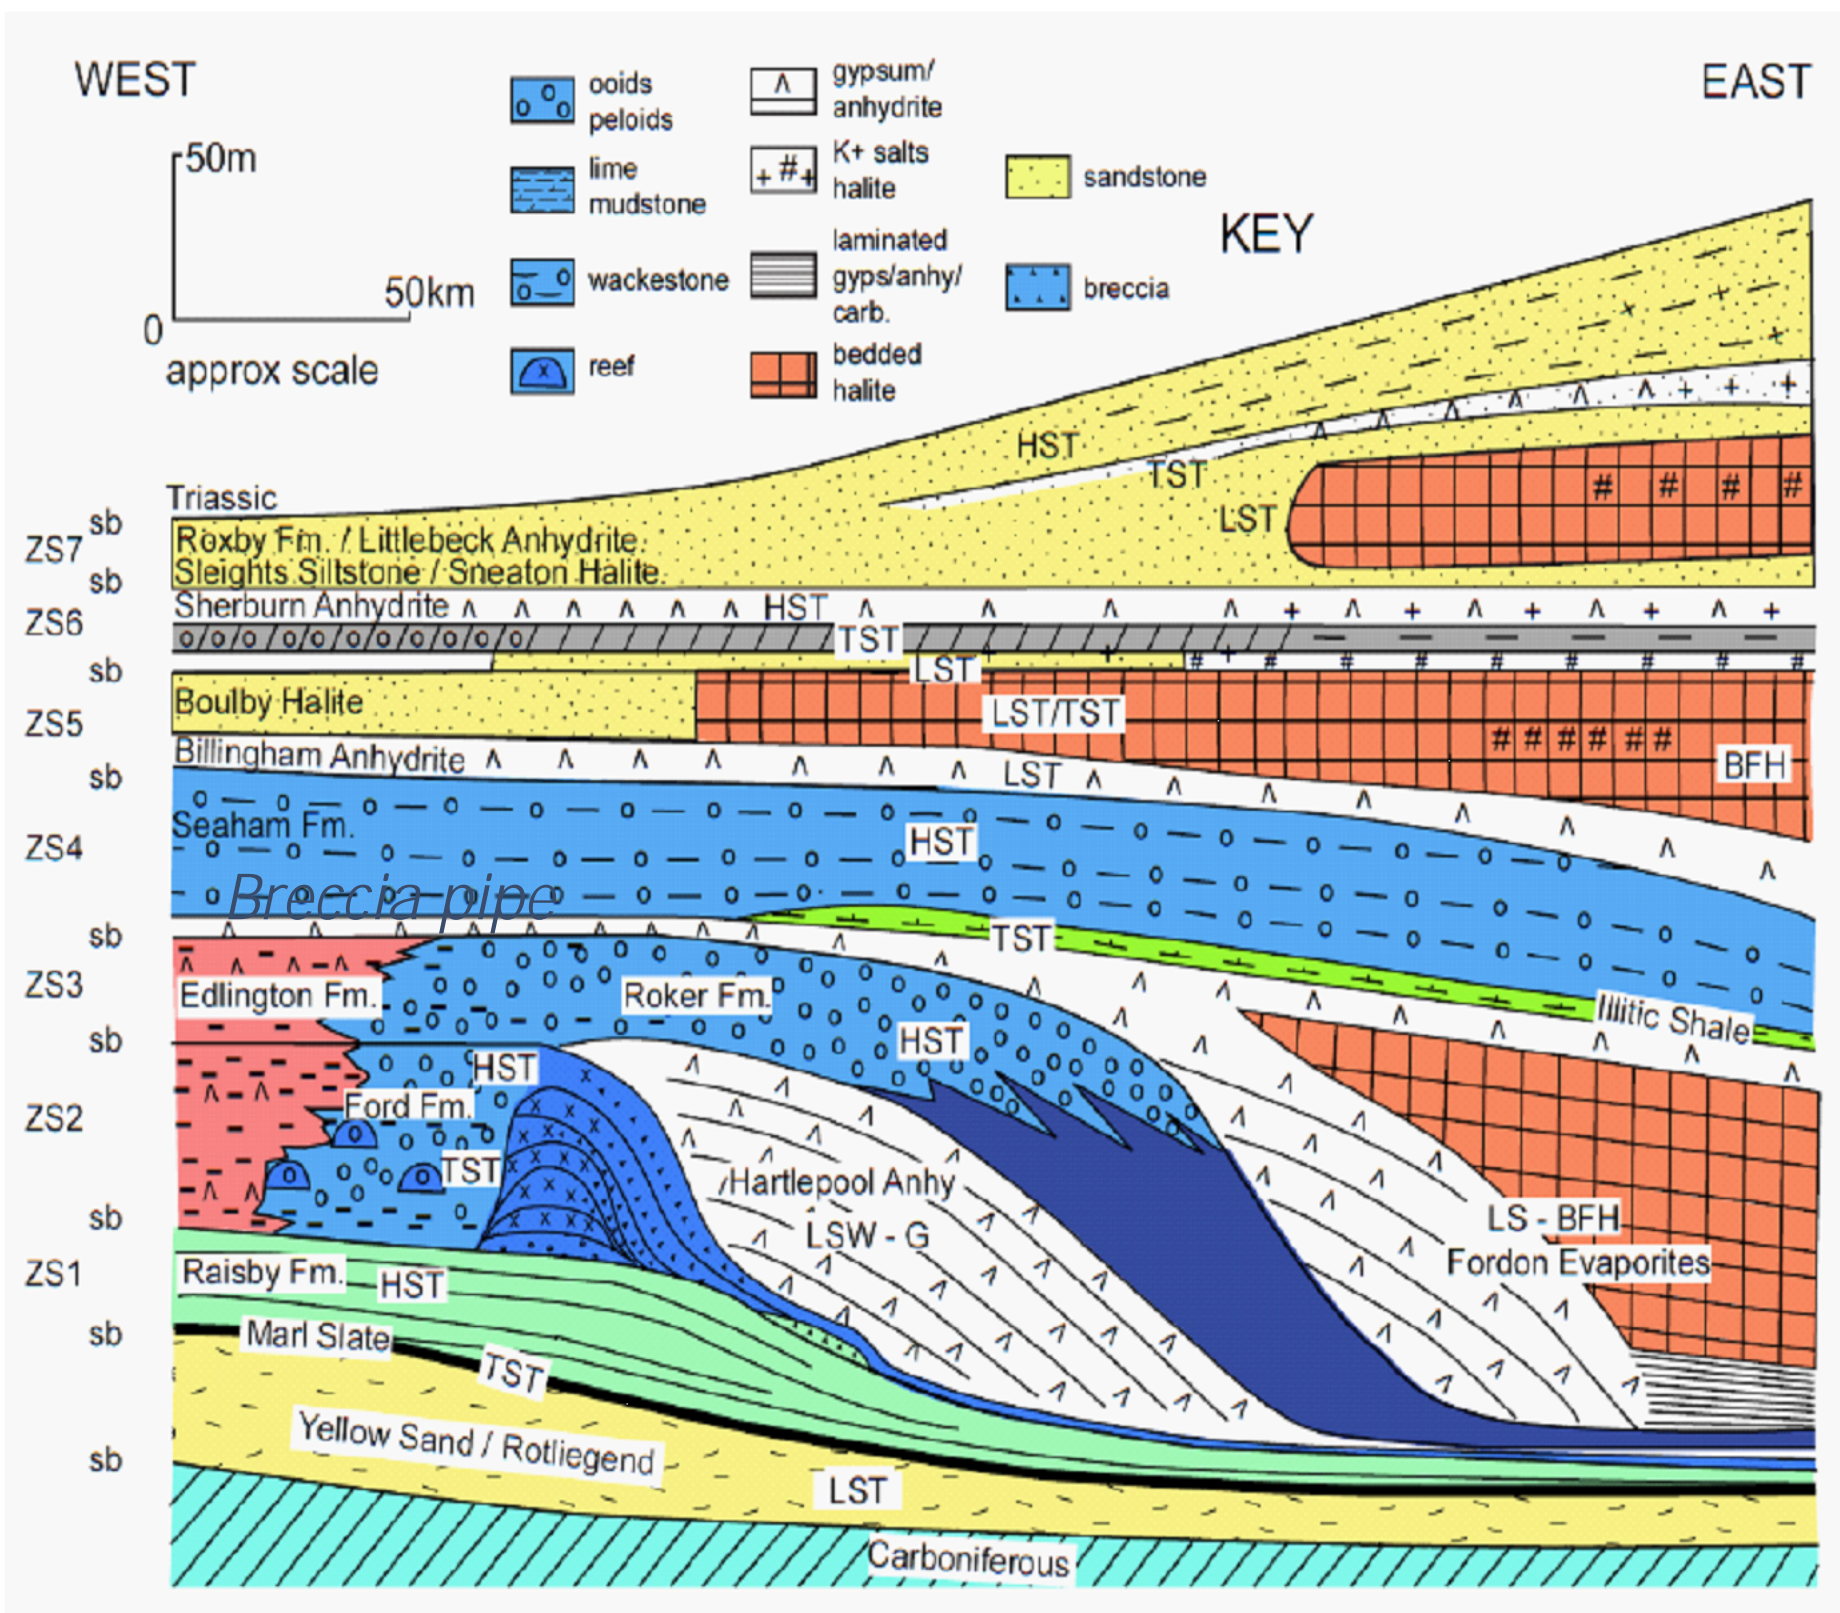 WEST
EAST
50m
50km
0
approx scale
ooids
peloids
lime
mudstone
wackestone
reef
gypsum/
anhydrite
K+ salts
halite
laminated
gyps/anhy/
carb.
bedded
halite
sandstone
breccia
KEY
HST
TST
LST
Triassic
sb
ZS7
Roxby Fm. / Littlebeck Anhydrite.
Sleights Siltstone / Sneaton Halite.
sb
Sherburn Anhydrite
HST
ZS6
TST
sb
LST
Boulby Halite
LST/TST
ZS5
BFH
Billingham Anhydrite
LST
sb
Seaham Fm.
HST
ZS4
Breccia pipe
sb
TST
ZS3
Edlington Fm.
Roker Fm.
Illitic Shale
HST
sb
HST
ZS2
Ford Fm.
TST
Hartlepool Anhy
LSW - G
LS - BFH
Fordon Evaporites
sb
ZS1
Raisby Fm.
HST
sb
Marl Slate
TST
Yellow Sand / Rotliegend
sb
LST
Carboniferous